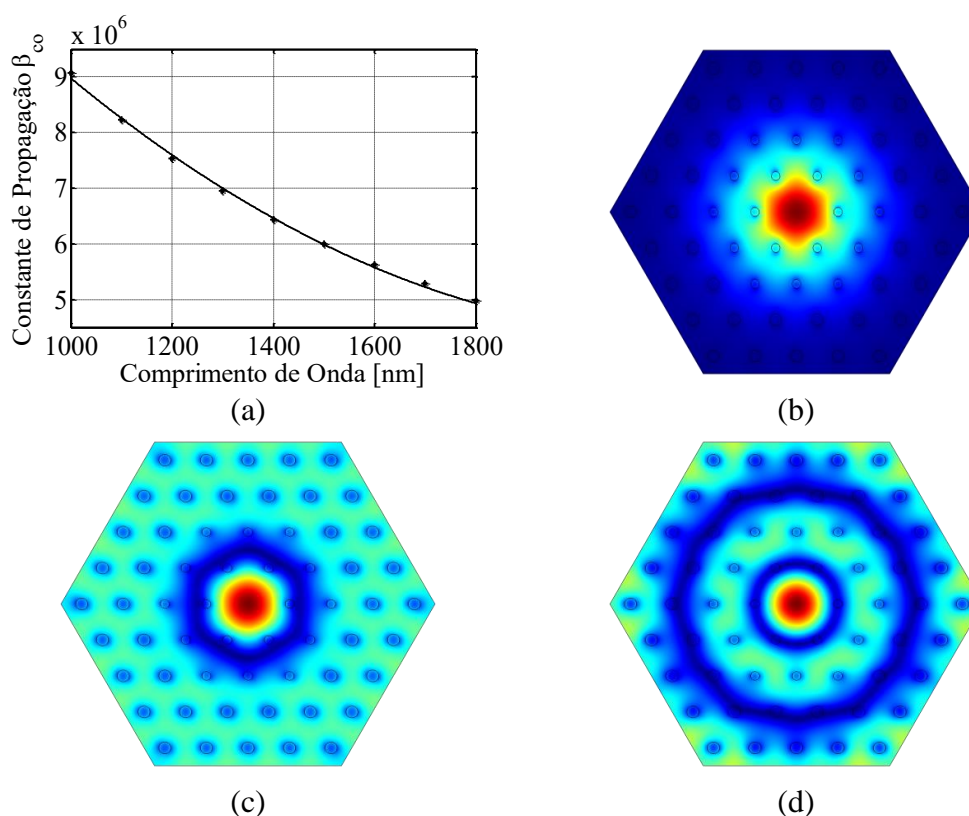 x 10^6
Constante de Propagação β_co
9
8
7
6
5
1000 1200 1400 1600 1800
Comprimento de Onda [nm]
(a) (b)
(c) (d)